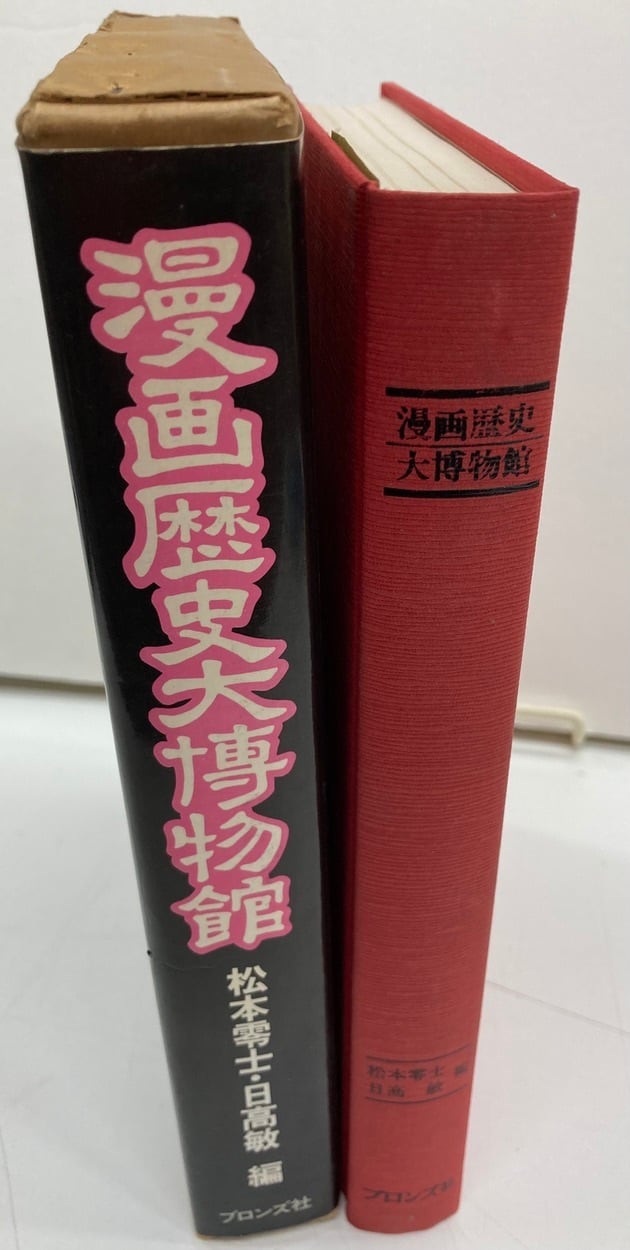 漫画歴史大博物館
松本零士・日高敏 編
ブロンズ社
漫画歴史
大博物館
松本零士 編
日高 敏
ブロンズ社